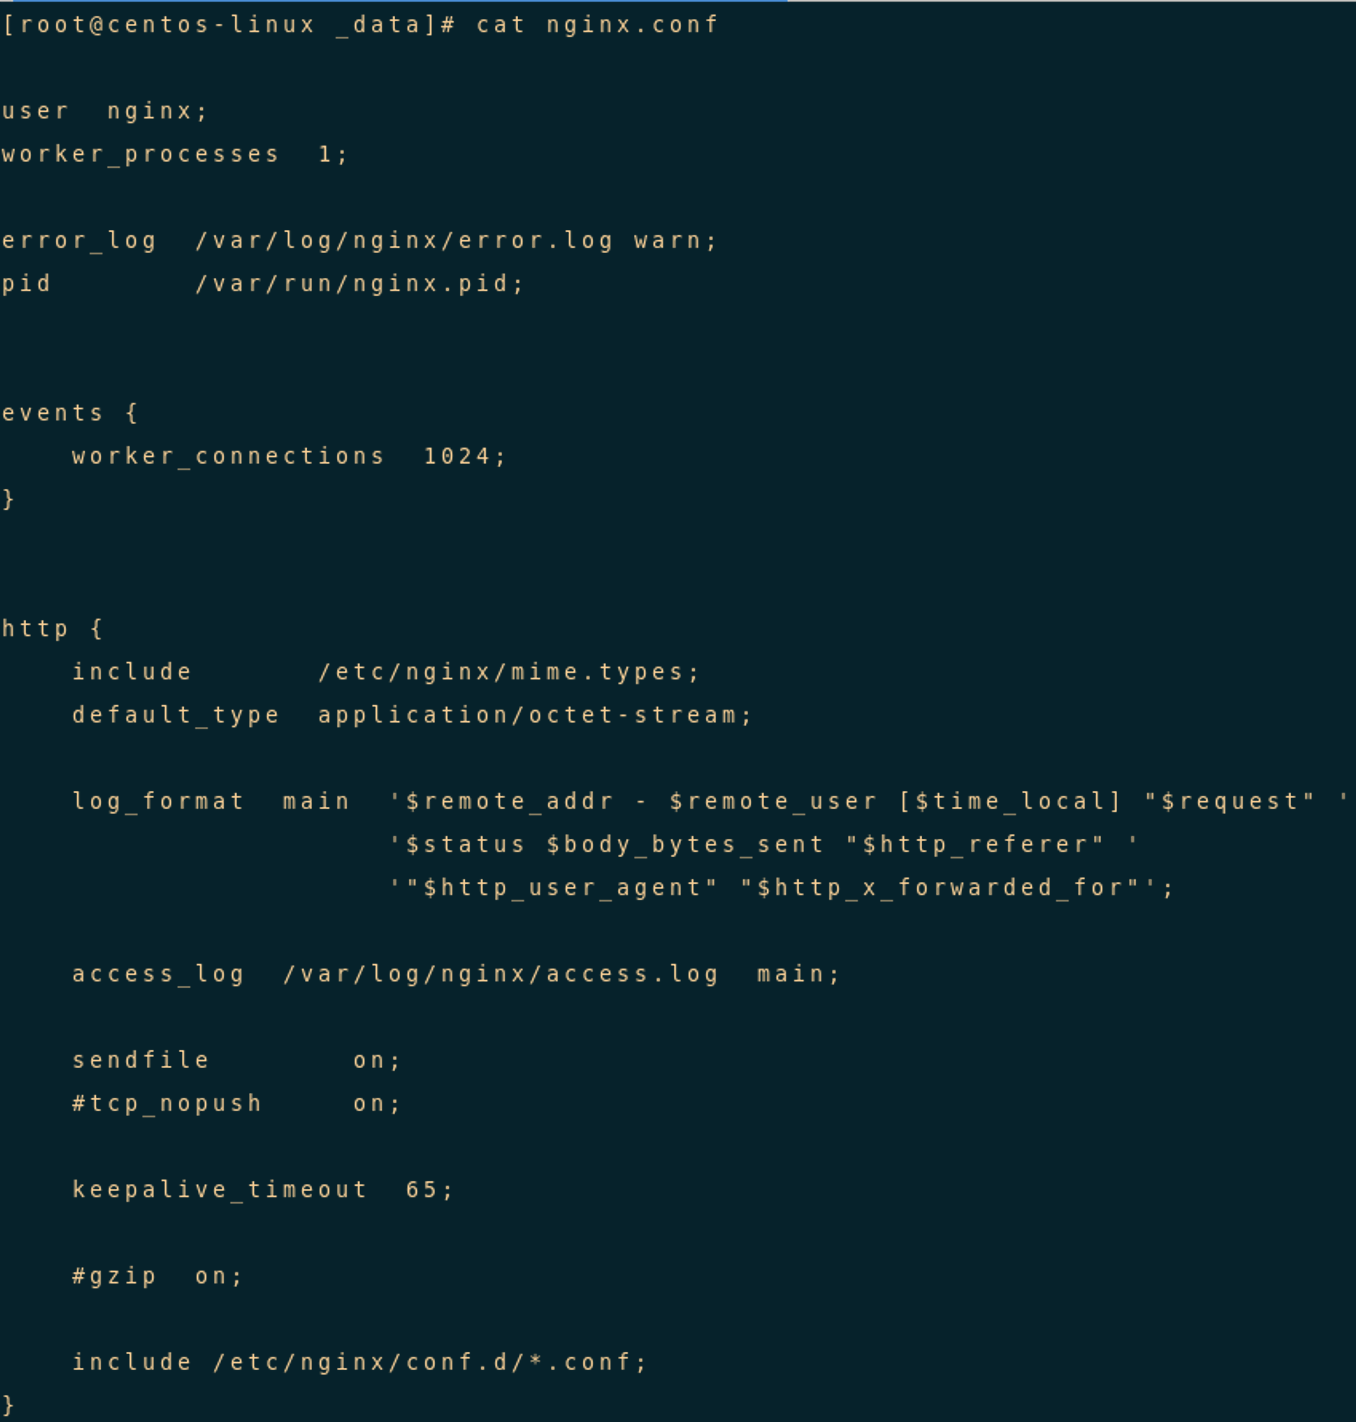 [root@centos-linux _data]# cat nginx.conf
user  nginx;
worker_processes  1;
error_log  /var/log/nginx/error.log warn;
pid        /var/run/nginx.pid;
events {
    worker_connections  1024;
}
http {
    include       /etc/nginx/mime.types;
    default_type  application/octet-stream;
    log_format  main  '$remote_addr - $remote_user [$time_local] "$request" '
                      '$status $body_bytes_sent "$http_referer" '
                      '"$http_user_agent" "$http_x_forwarded_for"';
    access_log  /var/log/nginx/access.log  main;
    sendfile        on;
    #tcp_nopush     on;
    keepalive_timeout  65;
    #gzip  on;
    include /etc/nginx/conf.d/*.conf;
}